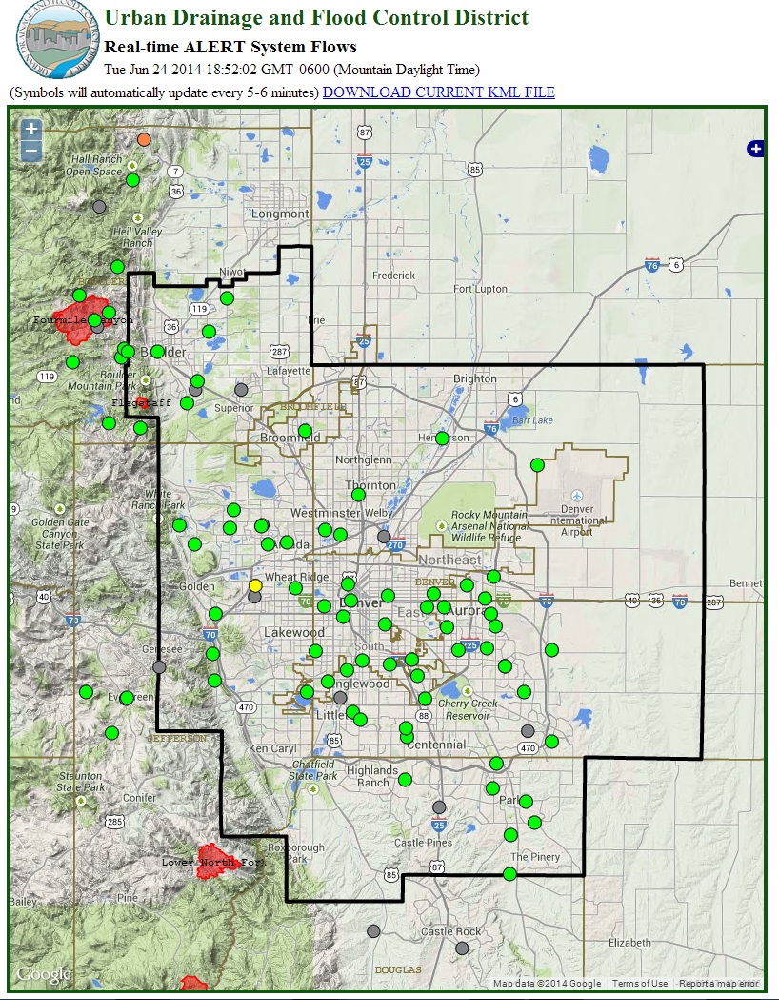 Urban Drainage and Flood Control District
Real-time ALERT System Flows
Tue Jun 24 2014 18:52:02 GMT-0600 (Mountain Daylight Time)
(Symbols will automatically update every 5-6 minutes) DOWNLOAD CURRENT KML FILE
+
−
+
87
Hall Ranch
Open Space
25
7
85
36
Longmont
Heil Valley
Ranch
76
6
Niwot
Frederick
Fort Lupton
119
Fourmile Canyon
36
Erie
25
Boulder
287
119
Boulder
Mountain Park
Lafayette
87
Brighton
Flagstaff
Superior
BROOMFIELD
6
76
Barr Lake
Broomfield
Henderson
Northglenn
Thornton
White
Ranch Park
Westminster
Welby
Rocky Mountain
Arsenal National
Wildlife Refuge
Denver
International
Airport
9
Golden Gate
Canyon
State Park
270
Arvada
Northeast
Golden
Wheat Ridge
87
DENVER
Bennett
40
70
Denver
East
Aurora
70
70
40
36
70
287
70
70
Lakewood
Genesee
South
225
Evergreen
Englewood
Cherry Creek
Reservoir
470
Littleton
88
85
JEFFERSON
Centennial
470
Ken Caryl
Staunton
State Park
Chatfield
State Park
Highlands
Ranch
Conifer
Parker
285
25
Castle Pines
Roxborough
Park
The Pinery
Lower North Fork
85
87
Bailey
Pine
Castle Rock
Elizabeth
DOUGLAS
Google
Map data ©2014 Google
Terms of Use
Report a map error